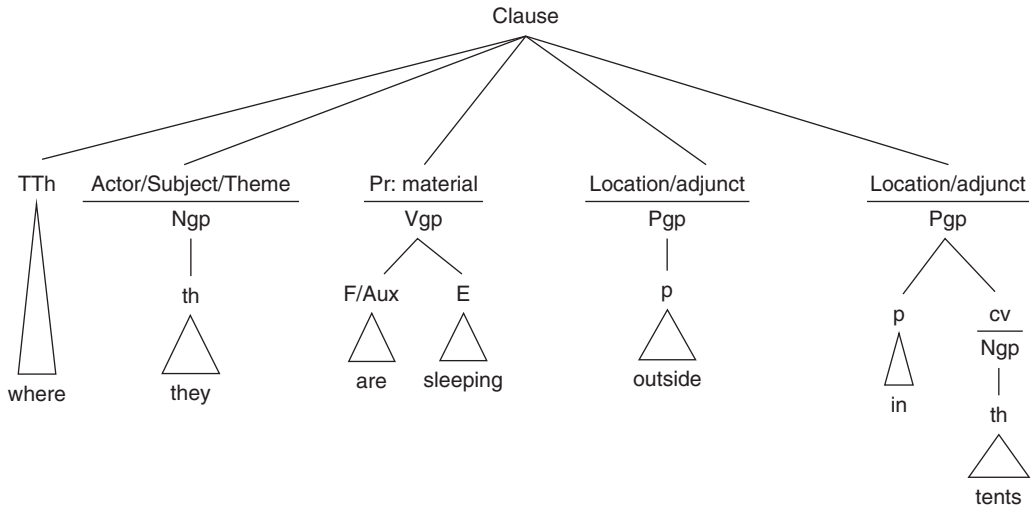 Clause
TTh Actor/Subject/Theme Pr: material Location/adjunct Location/adjunct
Ngp Vgp Pgp Pgp
th F/Aux E p p cv
Ngp
where they are sleeping outside in th
tents